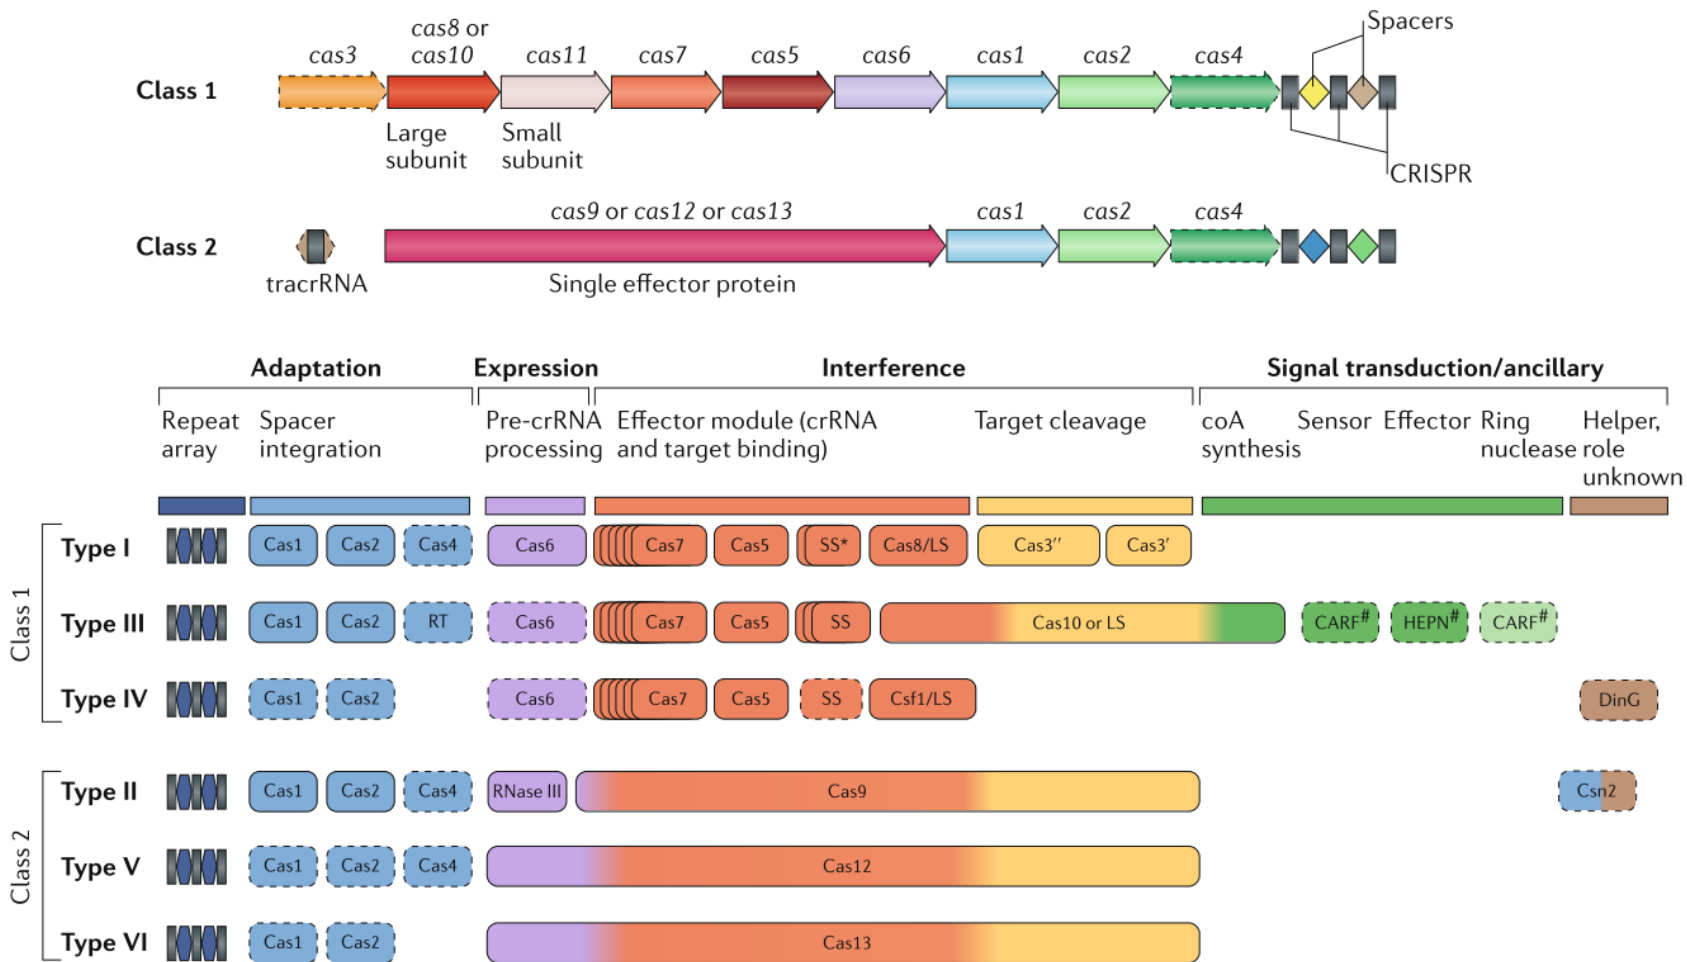 cas8 or
cas3 cas10 cas11 cas7 cas5 cas6 cas1 cas2 cas4 Spacers
Class 1
Large subunit
Small subunit
CRISPR
cas9 or cas12 or cas13 cas1 cas2 cas4
Class 2
tracrRNA Single effector protein
Adaptation Expression Interference Signal transduction/ancillary
Repeat array
Spacer integration
Pre-crRNA processing
Effector module (crRNA and target binding)
Target cleavage
coA synthesis
Sensor
Effector
Ring nuclease
Helper, role unknown
Class 1
Type I Cas1 Cas2 Cas4 Cas6 Cas7 Cas5 SS* Cas8/LS Cas3′′ Cas3′
Type III Cas1 Cas2 RT Cas6 Cas7 Cas5 SS Cas10 or LS CARF# HEPN# CARF#
Type IV Cas1 Cas2 Cas6 Cas7 Cas5 SS Csf1/LS DinG
Class 2
Type II Cas1 Cas2 Cas4 RNase III Cas9 Csn2
Type V Cas1 Cas2 Cas4 Cas12
Type VI Cas1 Cas2 Cas13